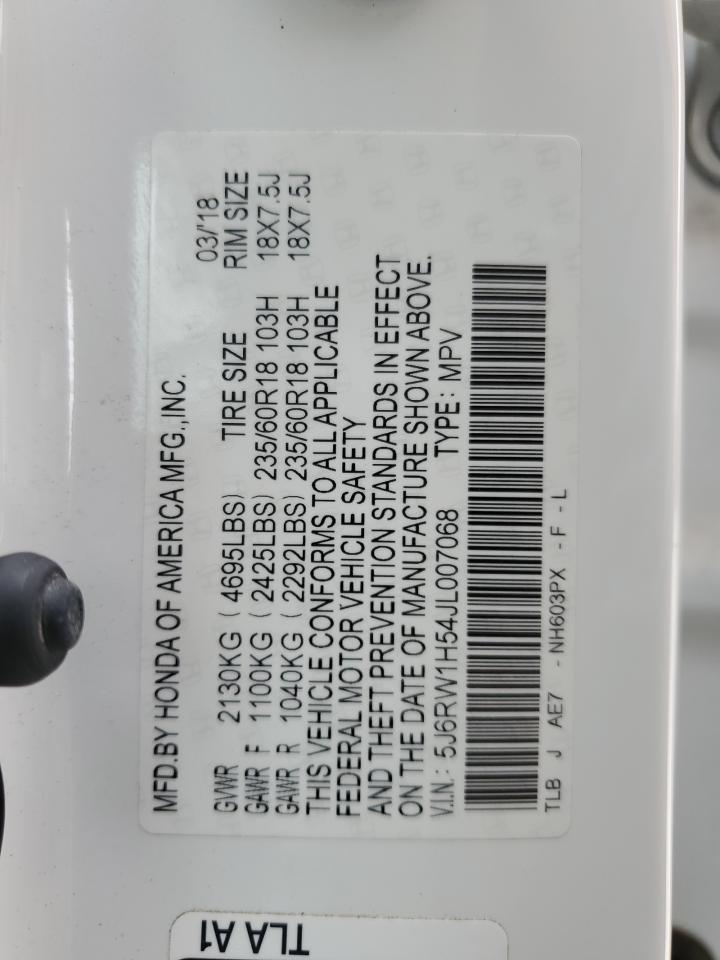 MFD.BY HONDA OF AMERICA MFG.,INC.
03/'18
GVWR 2130KG ( 4695LBS) TIRE SIZE RIM SIZE
GAWR F 1100KG ( 2425LBS) 235/60R18 103H 18X7.5J
GAWR R 1040KG ( 2292LBS) 235/60R18 103H 18X7.5J
THIS VEHICLE CONFORMS TO ALL APPLICABLE
FEDERAL MOTOR VEHICLE SAFETY
AND THEFT PREVENTION STANDARDS IN EFFECT
ON THE DATE OF MANUFACTURE SHOWN ABOVE.
V.I.N.: 5J6RW1H54JL007068 TYPE: MPV
TLB J AE7 - NH603PX - F - L
TLA A1